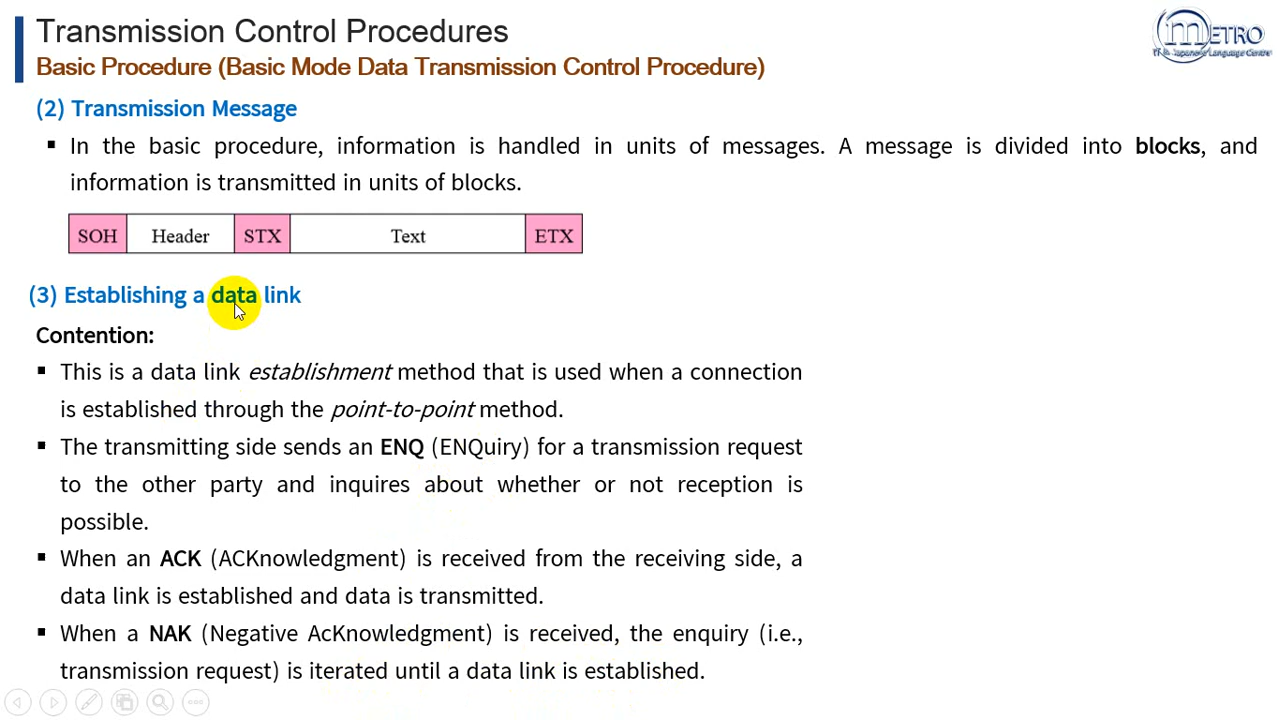 Transmission Control Procedures
Basic Procedure (Basic Mode Data Transmission Control Procedure)
METRO
IT & Japanese Language Centre
(2) Transmission Message
▪ In the basic procedure, information is handled in units of messages. A message is divided into blocks, and
information is transmitted in units of blocks.
SOH Header STX Text ETX
(3) Establishing a data link
Contention:
▪ This is a data link establishment method that is used when a connection
is established through the point-to-point method.
▪ The transmitting side sends an ENQ (ENQuiry) for a transmission request
to the other party and inquires about whether or not reception is
possible.
▪ When an ACK (ACKnowledgment) is received from the receiving side, a
data link is established and data is transmitted.
▪ When a NAK (Negative AcKnowledgment) is received, the enquiry (i.e.,
transmission request) is iterated until a data link is established.